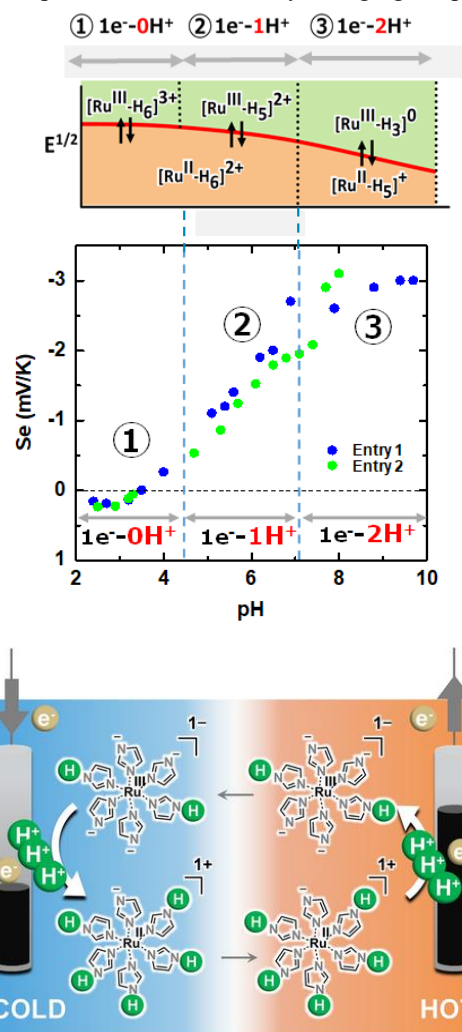 ① 1e⁻-0H⁺ ② 1e⁻-1H⁺ ③ 1e⁻-2H⁺
[Ruᴵᴵᴵ-H₆]³⁺ [Ruᴵᴵᴵ-H₅]²⁺ [Ruᴵᴵᴵ-H₃]⁰
E¹ᐟ²
[Ruᴵᴵ-H₆]²⁺ [Ruᴵᴵ-H₅]⁺
Se (mV/K)
-3
-2
-1
0
1
① ② ③
Entry 1
Entry 2
1e⁻-0H⁺ 1e⁻-1H⁺ 1e⁻-2H⁺
2 4 6 8 10
pH
e⁻ e⁻
1− 1−
H N N N N N N N N N N N N Ru III H
H N N N N N N N N N N N N Ru III H
H⁺ H⁺ H⁺ H⁺ H⁺ H⁺
e⁻ e
1+ 1+
H H N N N N N N N N N N N N Ru II H H H
H H N N N N N N N N N N N N Ru II H H H
COLD HO